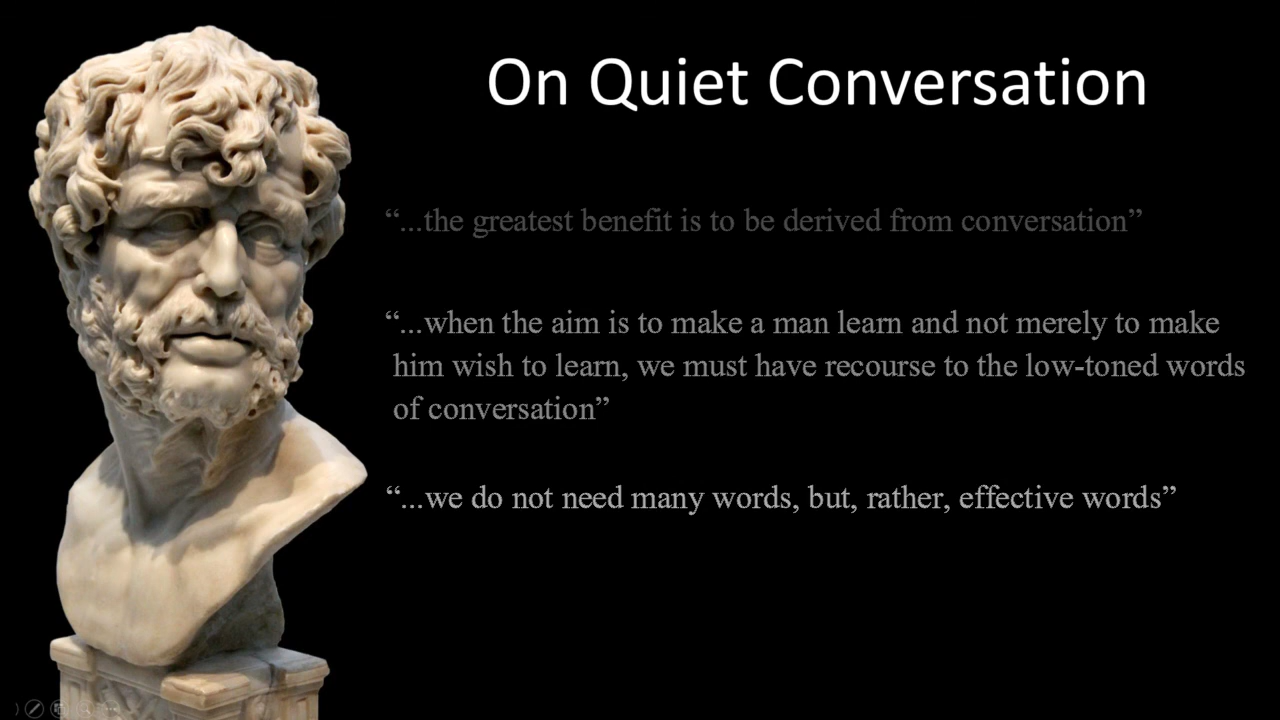 On Quiet Conversation
“...the greatest benefit is to be derived from conversation”
“...when the aim is to make a man learn and not merely to make
him wish to learn, we must have recourse to the low-toned words
of conversation”
“...we do not need many words, but, rather, effective words”